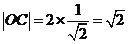 |OC| = 2 × 1/√2 = √2